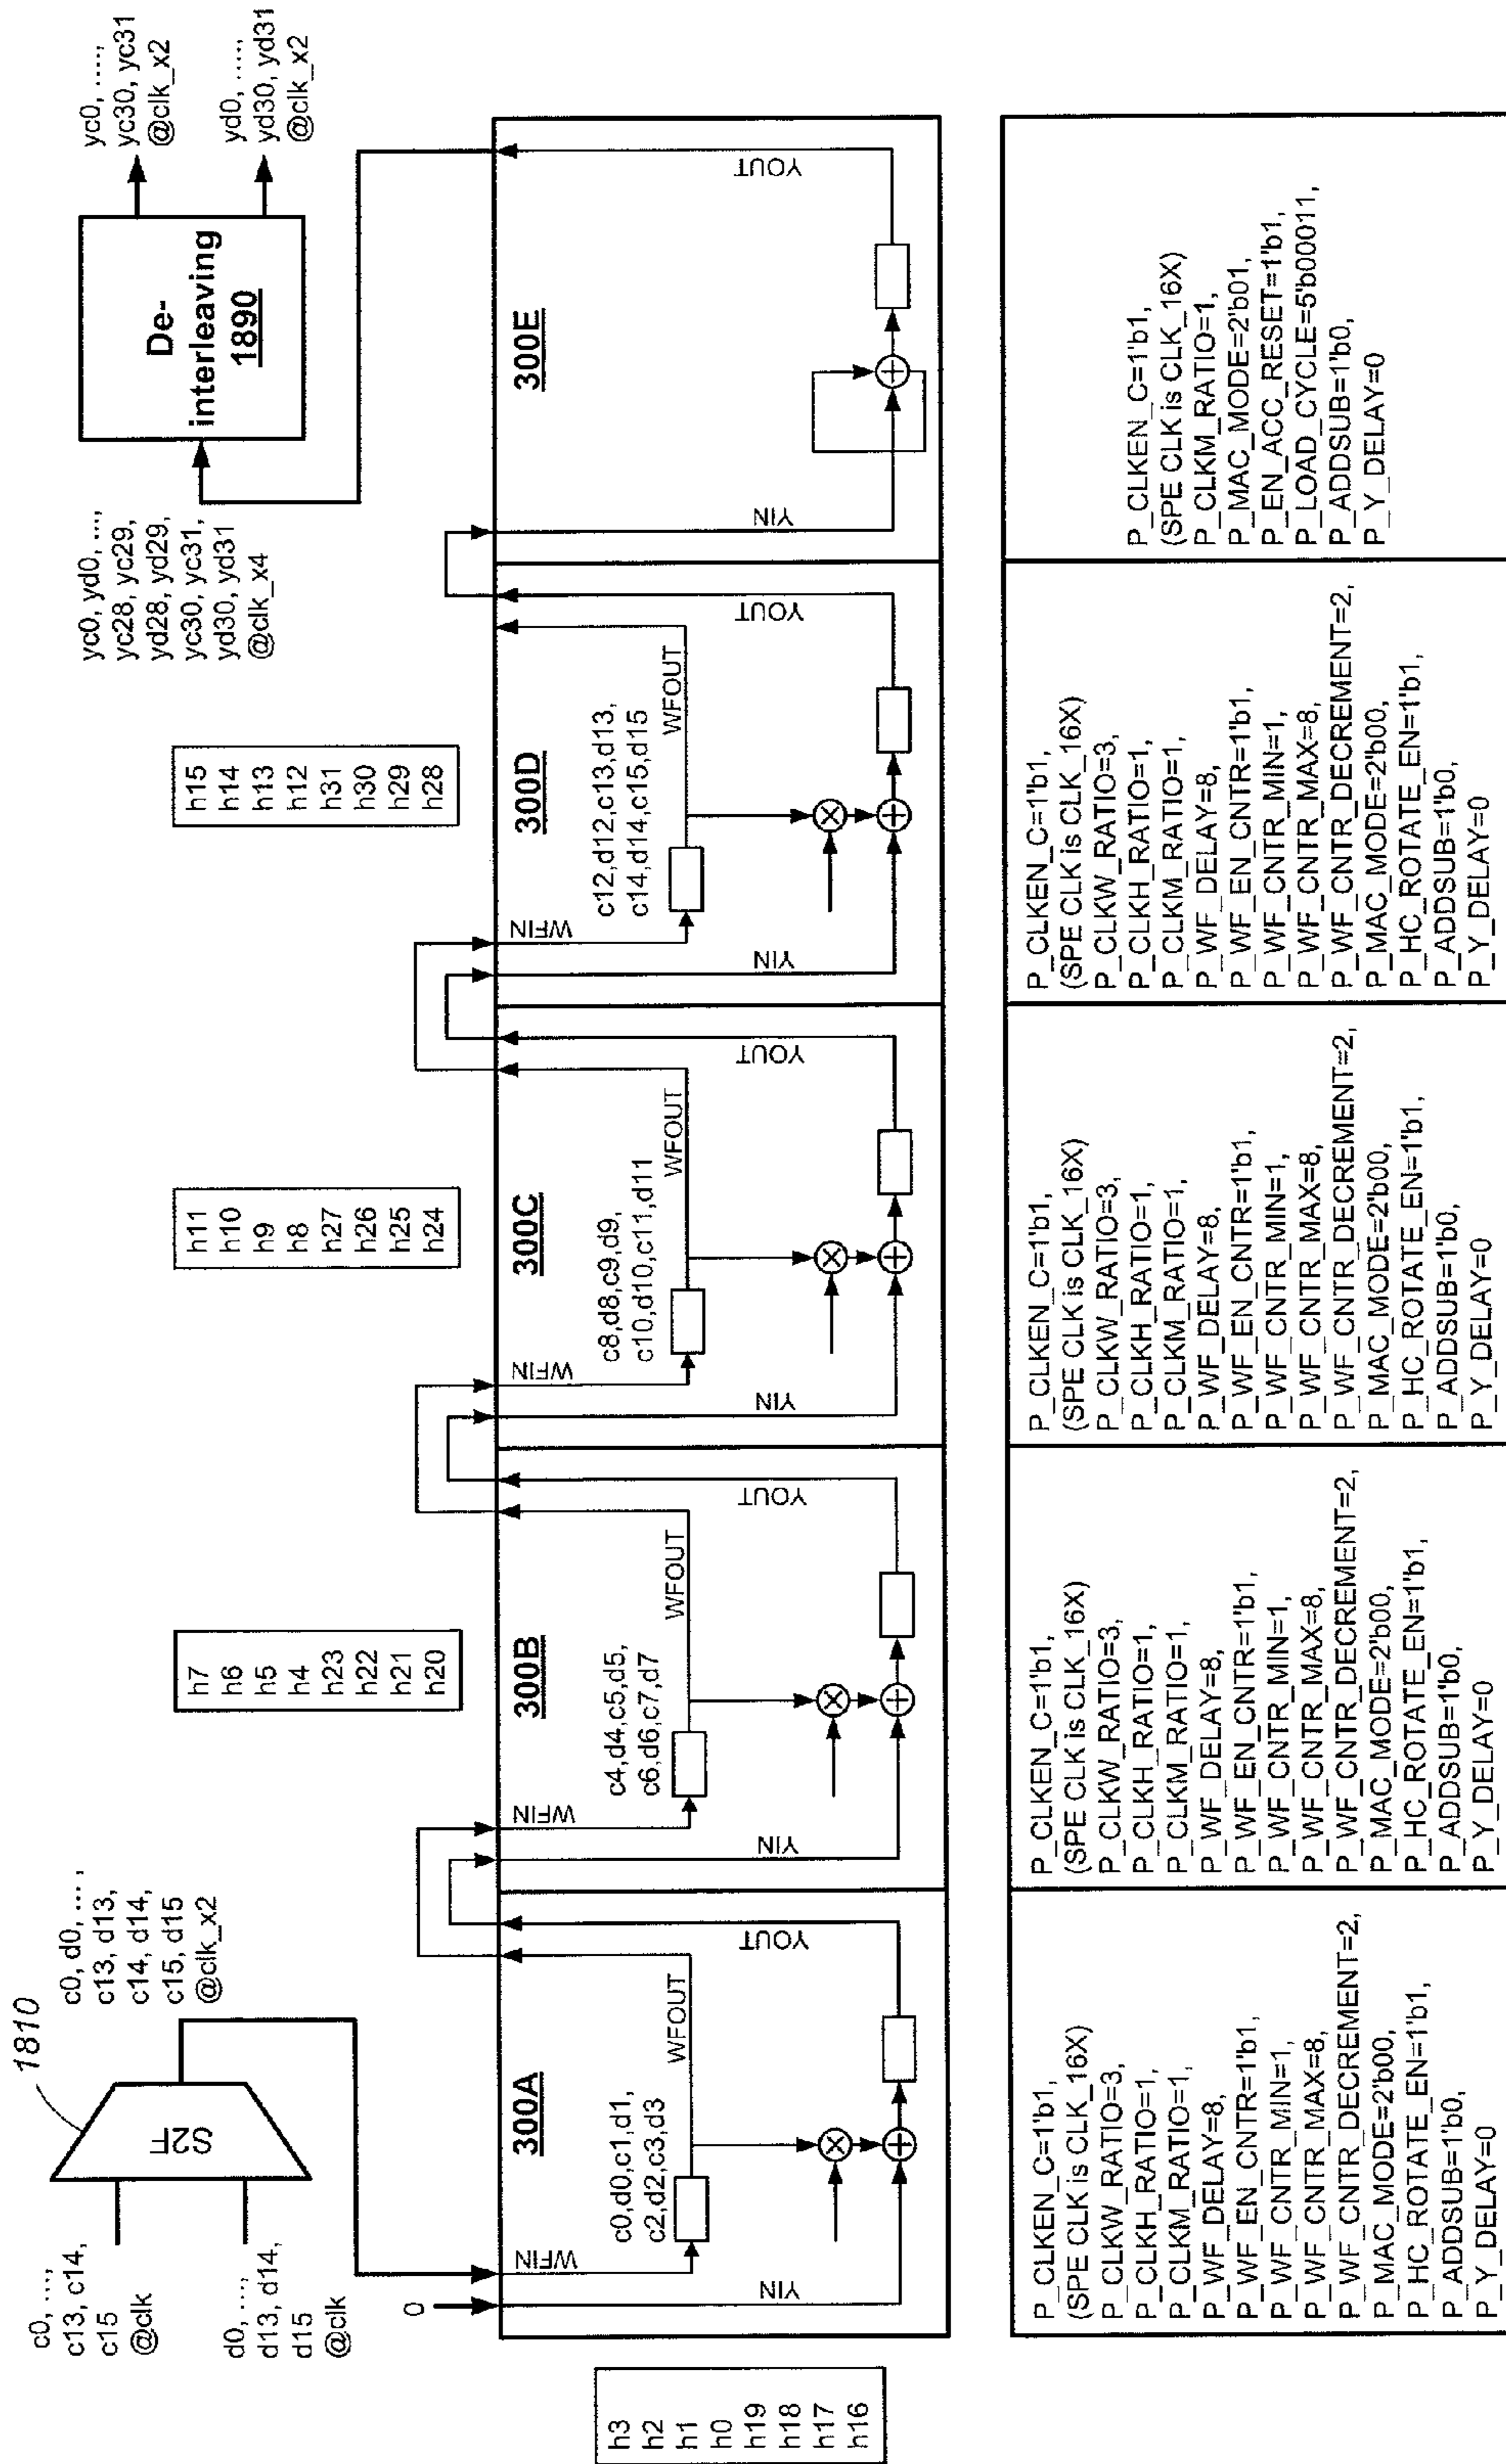 c0, ...,
c13, c14,
c15
@clk
d0, ...,
d13, d14,
d15
@clk
1810
S2F
c0, d0, ... ,
c13, d13,
c14, d14,
c15, d15
@clk_x2
yc0, yd0, ...,
yc28, yc29,
yd28, yd29,
yc30, yc31,
yd30, yd31
@clk_x4
De-
interleaving
1890
yc0, .....,
yc30, yc31
@clk_x2
yd0, .....,
yd30, yd31
@clk_x2
h3
h2
h1
h0
h19
h18
h17
h16
h7
h6
h5
h4
h23
h22
h21
h20
h11
h10
h9
h8
h27
h26
h25
h24
h15
h14
h13
h12
h31
h30
h29
h28
0
300A
WFIN
YIN
c0,d0,c1,d1,
c2,d2,c3,d3
WFOUT
YOUT
300B
WFIN
YIN
c4,d4,c5,d5,
c6,d6,c7,d7
WFOUT
YOUT
300C
WFIN
YIN
c8,d8,c9,d9,
c10,d10,c11,d11
WFOUT
YOUT
300D
WFIN
YIN
c12,d12,c13,d13,
c14,d14,c15,d15
WFOUT
YOUT
300E
YIN
YOUT
P_CLKEN_C=1'b1,
(SPE CLK is CLK_16X)
P_CLKW_RATIO=3,
P_CLKH_RATIO=1,
P_CLKM_RATIO=1,
P_WF_DELAY=8,
P_WF_EN_CNTR=1'b1,
P_WF_CNTR_MIN=1,
P_WF_CNTR_MAX=8,
P_WF_CNTR_DECREMENT=2,
P_MAC_MODE=2'b00,
P_HC_ROTATE_EN=1'b1,
P_ADDSUB=1'b0,
P_Y_DELAY=0
P_CLKEN_C=1'b1,
(SPE CLK is CLK_16X)
P_CLKW_RATIO=3,
P_CLKH_RATIO=1,
P_CLKM_RATIO=1,
P_WF_DELAY=8,
P_WF_EN_CNTR=1'b1,
P_WF_CNTR_MIN=1,
P_WF_CNTR_MAX=8,
P_WF_CNTR_DECREMENT=2,
P_MAC_MODE=2'b00,
P_HC_ROTATE_EN=1'b1,
P_ADDSUB=1'b0,
P_Y_DELAY=0
P_CLKEN_C=1'b1,
(SPE CLK is CLK_16X)
P_CLKW_RATIO=3,
P_CLKH_RATIO=1,
P_CLKM_RATIO=1,
P_WF_DELAY=8,
P_WF_EN_CNTR=1'b1,
P_WF_CNTR_MIN=1,
P_WF_CNTR_MAX=8,
P_WF_CNTR_DECREMENT=2,
P_MAC_MODE=2'b00,
P_HC_ROTATE_EN=1'b1,
P_ADDSUB=1'b0,
P_Y_DELAY=0
P_CLKEN_C=1'b1,
(SPE CLK is CLK_16X)
P_CLKW_RATIO=3,
P_CLKH_RATIO=1,
P_CLKM_RATIO=1,
P_WF_DELAY=8,
P_WF_EN_CNTR=1'b1,
P_WF_CNTR_MIN=1,
P_WF_CNTR_MAX=8,
P_WF_CNTR_DECREMENT=2,
P_MAC_MODE=2'b00,
P_HC_ROTATE_EN=1'b1,
P_ADDSUB=1'b0,
P_Y_DELAY=0
P_CLKEN_C=1'b1,
(SPE CLK is CLK_16X)
P_CLKM_RATIO=1,
P_MAC_MODE=2'b01,
P_EN_ACC_RESET=1'b1,
P_LOAD_CYCLE=5'b00011,
P_ADDSUB=1'b0,
P_Y_DELAY=0